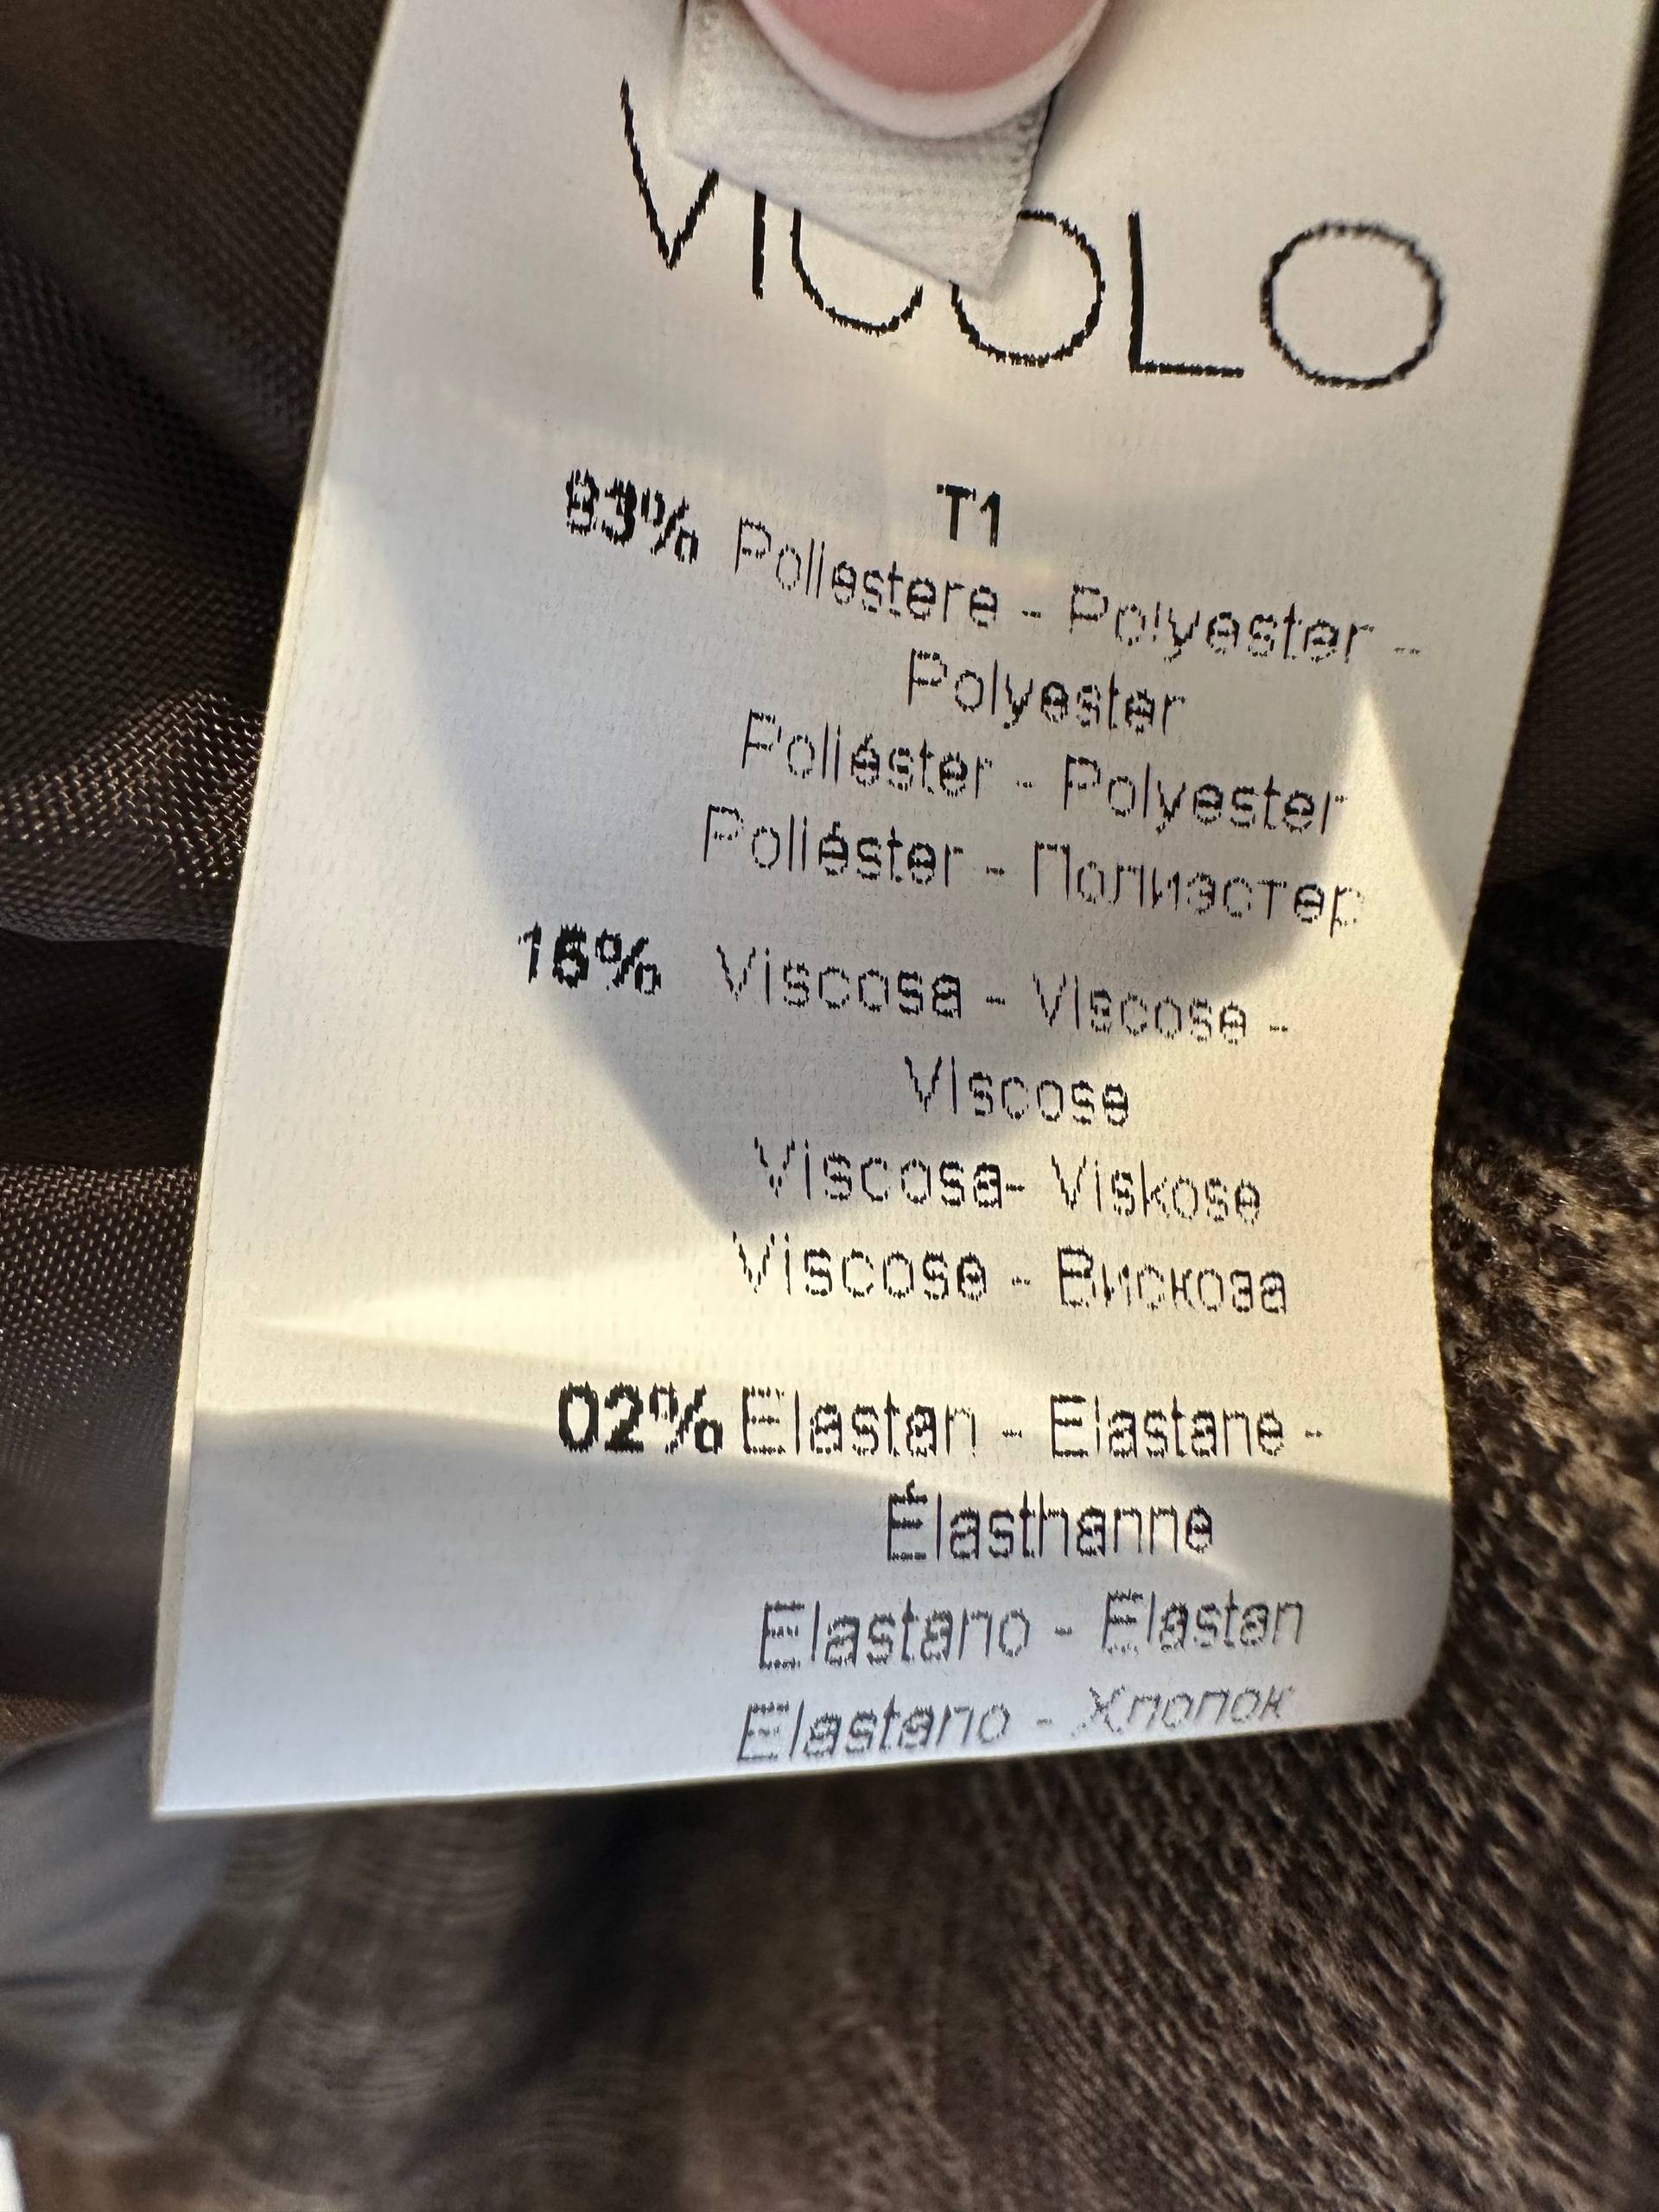 VICOLO
T1
83% Poliestere - Polyester -
Polyester
Poliéster - Polyester
Poliéster - Полиэстер
15% Viscosa - Viscose -
Viscose
Viscosa- Viskose
Viscose - Вискоза
02% Elastan - Elastane -
Élasthanne
Elastano - Elastan
Elastano - Хлопок